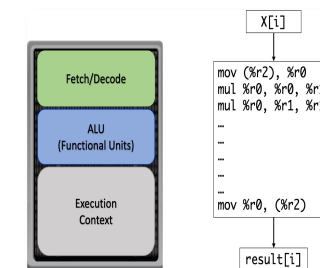 Fetch/Decode
ALU
(Functional Units)
Execution
Context
X[i]
mov (%r2), %r0
mul %r0, %r0,
mul %r0, %r1,
…
…
…
…
…
mov %r0, (%r2)
result[i]